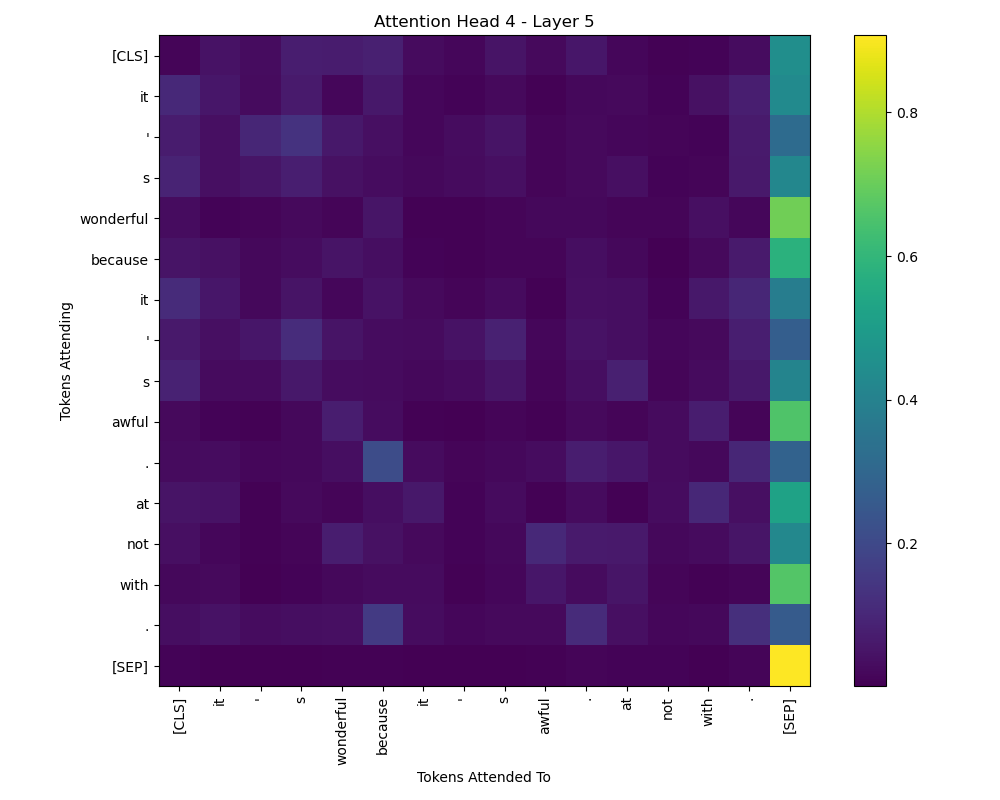 Attention Head 4 - Layer 5
[CLS]
it
'
s
wonderful
because
it
'
s
awful
.
at
not
with
.
[SEP]
Tokens Attending
[CLS]
it
'
s
wonderful
because
it
'
s
awful
.
at
not
with
.
[SEP]
Tokens Attended To
0.8
0.6
0.4
0.2